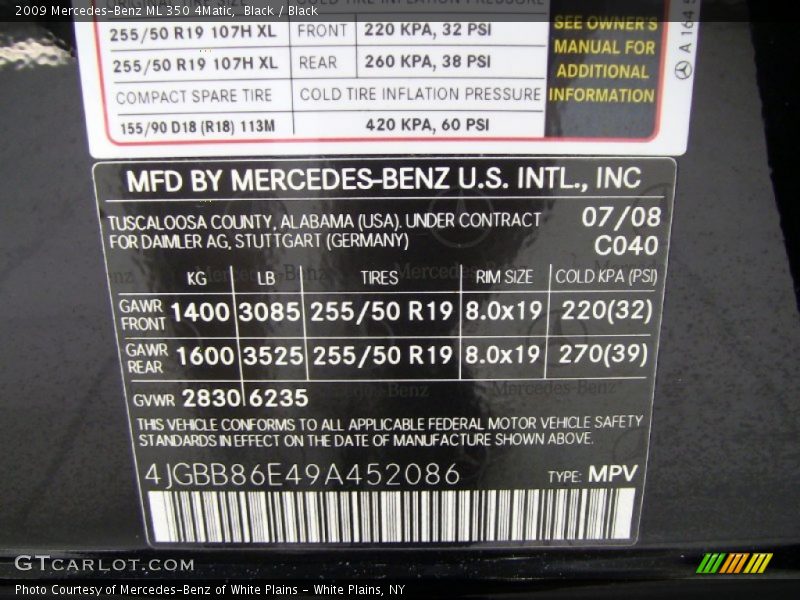 2009 Mercedes-Benz ML 350 4Matic, Black / Black
255/50 R19 107H XL FRONT 220 KPA, 32 PSI
255/50 R19 107H XL REAR 260 KPA, 38 PSI
COMPACT SPARE TIRE COLD TIRE INFLATION PRESSURE
155/90 D18 (R18) 113M 420 KPA, 60 PSI
SEE OWNER'S
MANUAL FOR
ADDITIONAL
INFORMATION
A 164 5
MFD BY MERCEDES-BENZ U.S. INTL., INC
TUSCALOOSA COUNTY, ALABAMA (USA). UNDER CONTRACT 07/08
FOR DAIMLER AG, STUTTGART (GERMANY) C040
KG LB TIRES RIM SIZE COLD KPA (PSI)
GAWR FRONT 1400 3085 255/50 R19 8.0x19 220(32)
GAWR REAR 1600 3525 255/50 R19 8.0x19 270(39)
GVWR 2830 6235
THIS VEHICLE CONFORMS TO ALL APPLICABLE FEDERAL MOTOR VEHICLE SAFETY
STANDARDS IN EFFECT ON THE DATE OF MANUFACTURE SHOWN ABOVE.
4JGBB86E49A452086 TYPE: MPV
GTCARLOT.COM
Photo Courtesy of Mercedes-Benz of White Plains - White Plains, NY